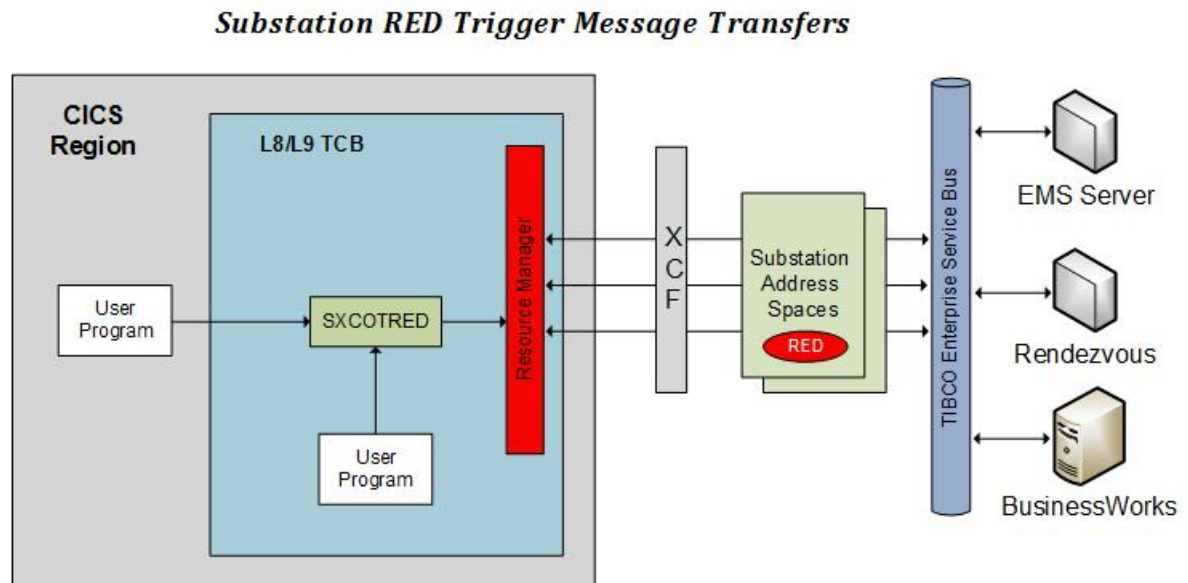 Substation RED Trigger Message Transfers
CICS
Region
L8/L9 TCB
User
Program
SXCOTRED
User
Program
Resource Manager
X
C
F
Substation
Address
Spaces
RED
TIBCO Enterprise Service Bus
EMS Server
Rendezvous
BusinessWorks